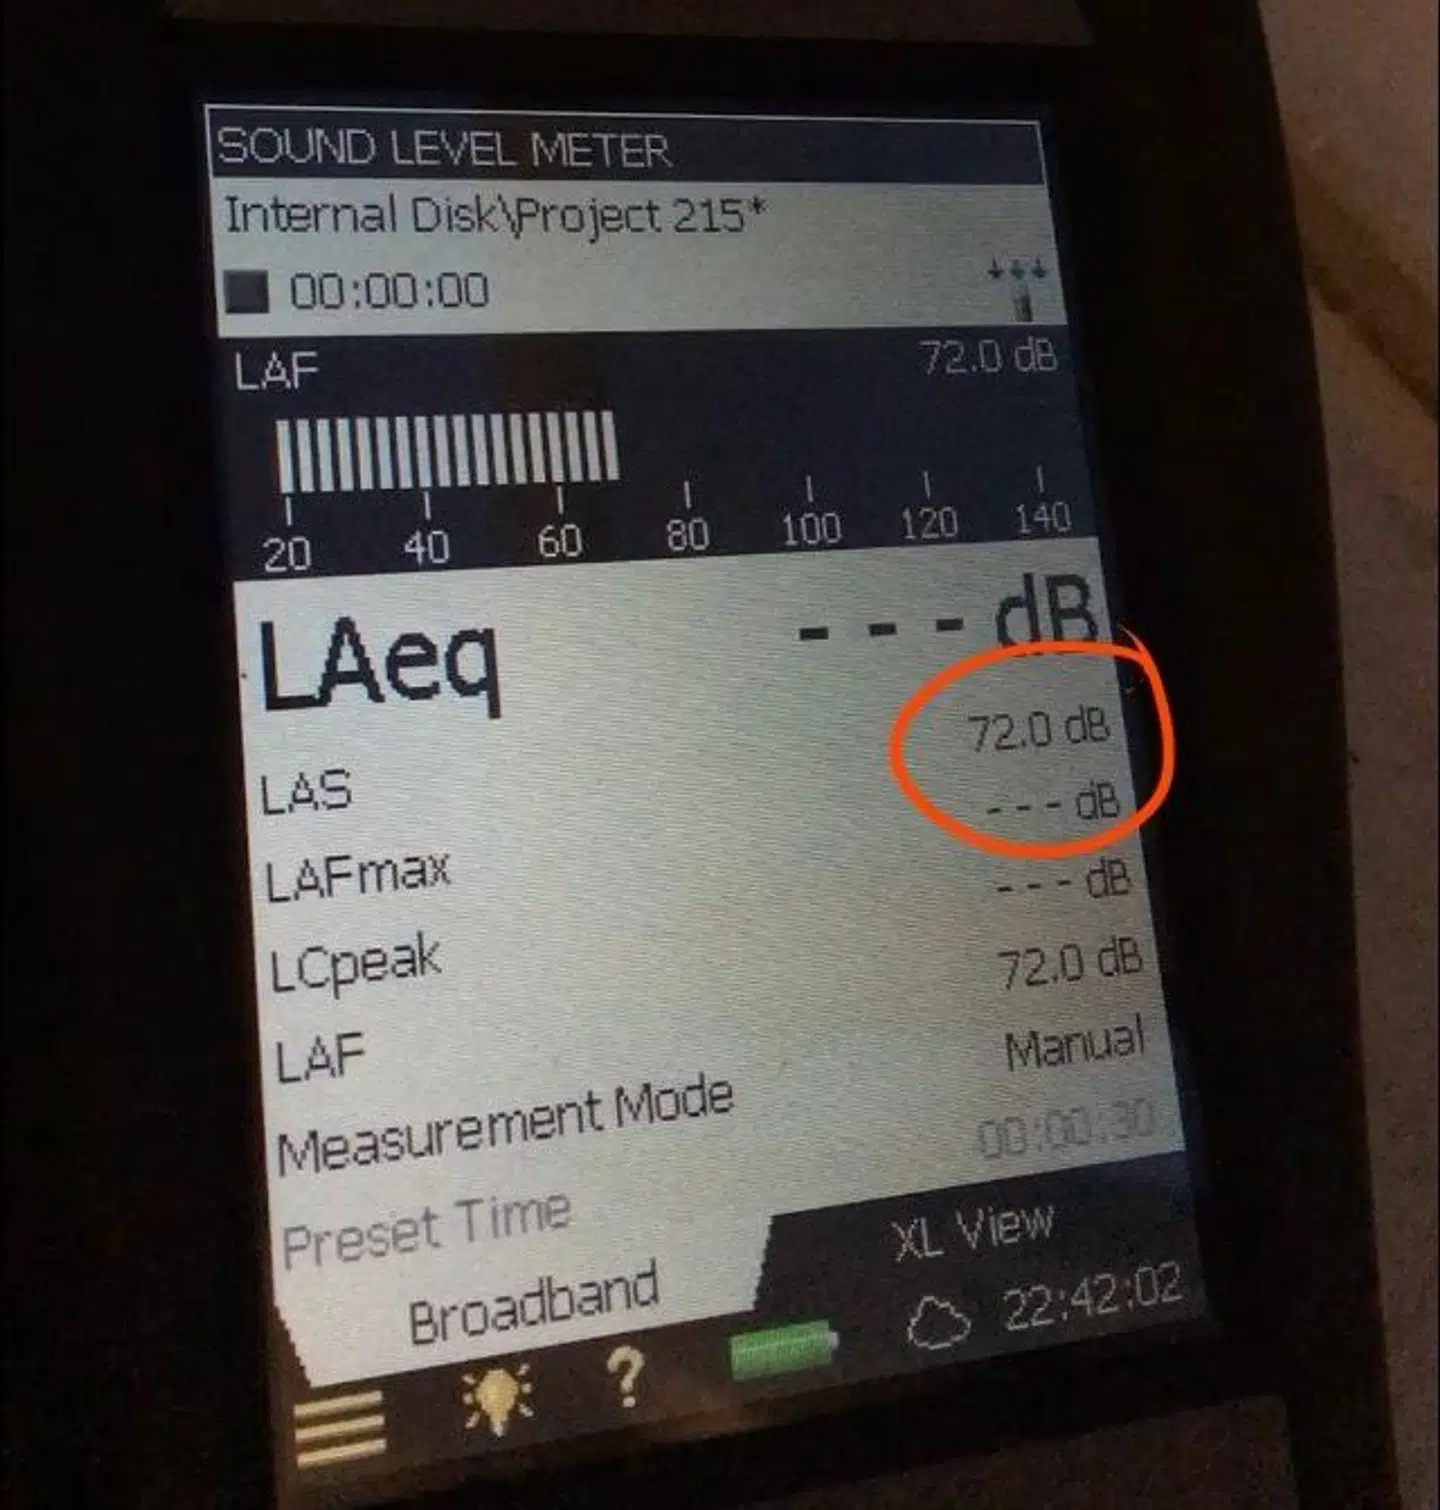 SOUND LEVEL METER
Internal Disk\Project 215*
00:00:00
LAF 72.0 dB
20 40 60 80 100 120 140
LAeq - - - dB
LAS 72.0 dB
LAFmax - - - dB
LCpeak - - - dB
LAF 72.0 dB
Measurement Mode Manual
Preset Time 00:00:30
Broadband XL View
? 22:42:02